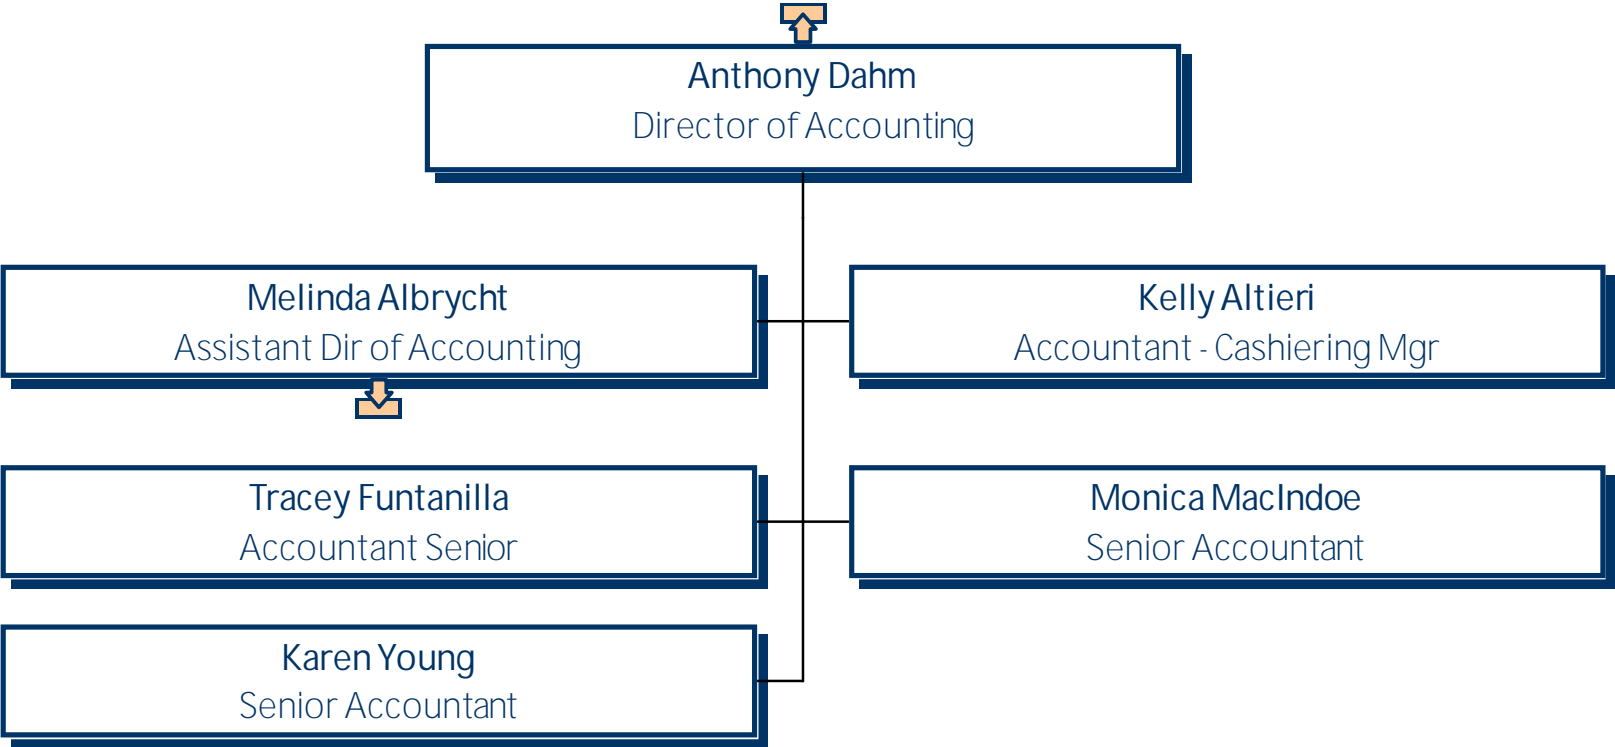 Anthony Dahm
Director of Accounting
Melinda Albrycht
Assistant Dir of Accounting
Kelly Altieri
Accountant - Cashiering Mgr
Tracey Funtanilla
Accountant Senior
Monica MacIndoe
Senior Accountant
Karen Young
Senior Accountant